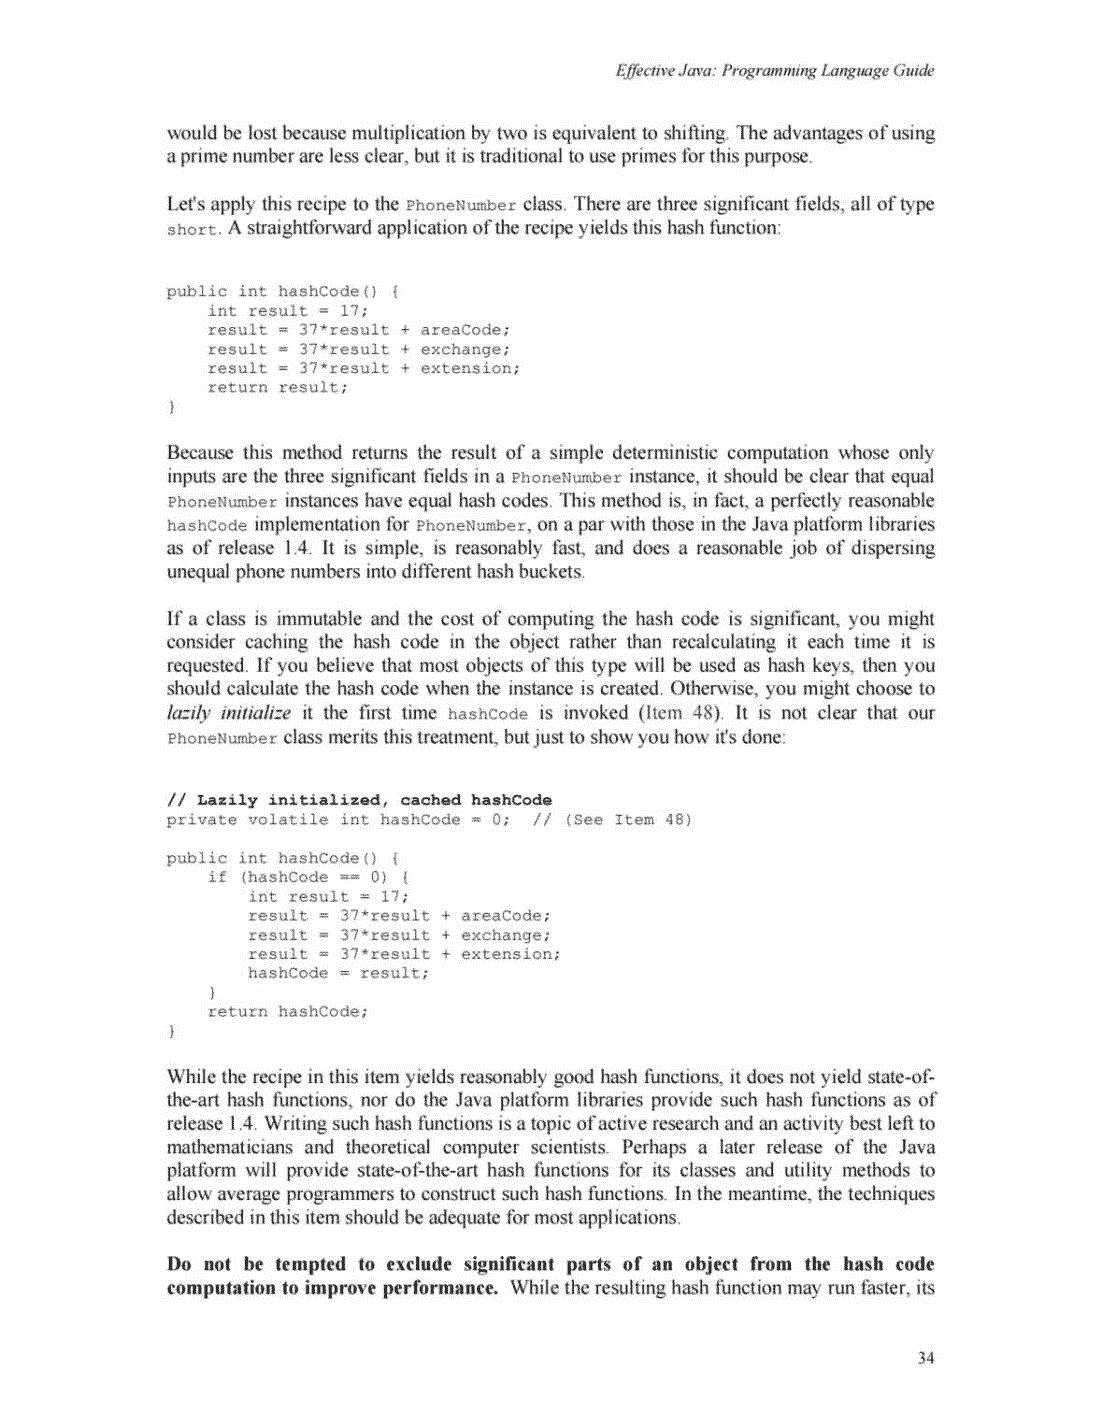 Effective Java: Programming Language Guide
would be lost because multiplication by two is equivalent to shifting. The advantages of using
a prime number are less clear, but it is traditional to use primes for this purpose.
Let's apply this recipe to the PhoneNumber class. There are three significant fields, all of type
short. A straightforward application of the recipe yields this hash function:
public int hashCode() {
    int result = 17;
    result = 37*result + areaCode;
    result = 37*result + exchange;
    result = 37*result + extension;
    return result;
}
Because this method returns the result of a simple deterministic computation whose only
inputs are the three significant fields in a PhoneNumber instance, it should be clear that equal
PhoneNumber instances have equal hash codes. This method is, in fact, a perfectly reasonable
hashCode implementation for PhoneNumber, on a par with those in the Java platform libraries
as of release 1.4. It is simple, is reasonably fast, and does a reasonable job of dispersing
unequal phone numbers into different hash buckets.
If a class is immutable and the cost of computing the hash code is significant, you might
consider caching the hash code in the object rather than recalculating it each time it is
requested. If you believe that most objects of this type will be used as hash keys, then you
should calculate the hash code when the instance is created. Otherwise, you might choose to
lazily initialize it the first time hashCode is invoked (Item 48). It is not clear that our
PhoneNumber class merits this treatment, but just to show you how it's done:
// Lazily initialized, cached hashCode
private volatile int hashCode = 0;  // (See Item 48)
public int hashCode() {
    if (hashCode == 0) {
        int result = 17;
        result = 37*result + areaCode;
        result = 37*result + exchange;
        result = 37*result + extension;
        hashCode = result;
    }
    return hashCode;
}
While the recipe in this item yields reasonably good hash functions, it does not yield state-of-
the-art hash functions, nor do the Java platform libraries provide such hash functions as of
release 1.4. Writing such hash functions is a topic of active research and an activity best left to
mathematicians and theoretical computer scientists. Perhaps a later release of the Java
platform will provide state-of-the-art hash functions for its classes and utility methods to
allow average programmers to construct such hash functions. In the meantime, the techniques
described in this item should be adequate for most applications.
Do not be tempted to exclude significant parts of an object from the hash code
computation to improve performance. While the resulting hash function may run faster, its
34